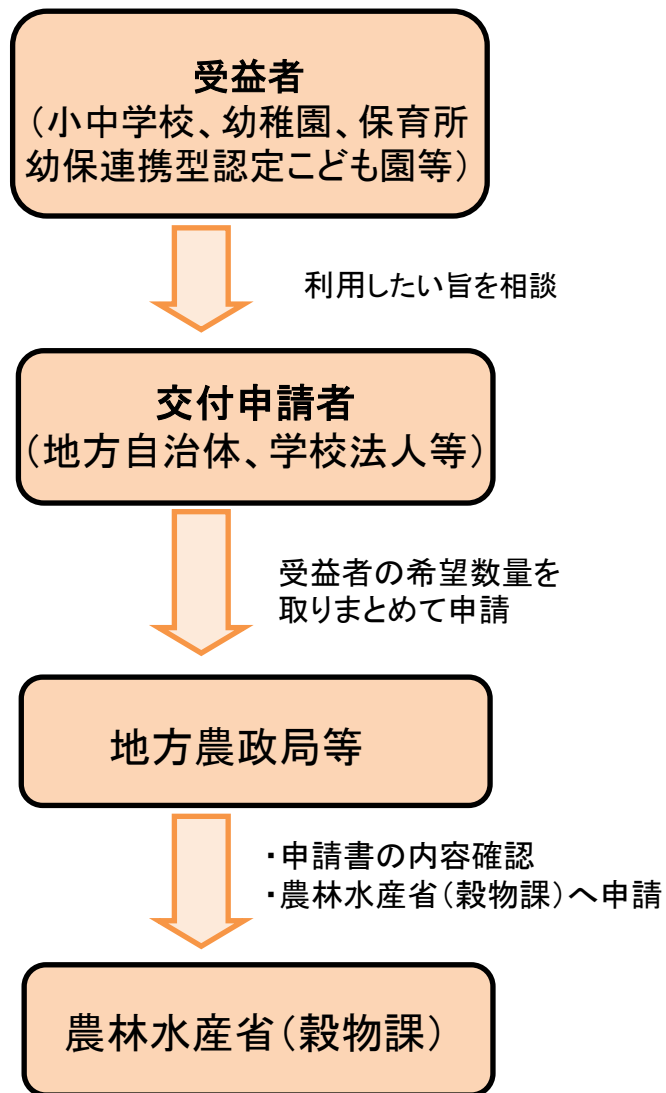 受益者
（小中学校、幼稚園、保育所
幼保連携型認定こども園等）
利用したい旨を相談
交付申請者
（地方自治体、学校法人等）
受益者の希望数量を
取りまとめて申請
地方農政局等
・申請書の内容確認
・農林水産省（穀物課）へ申請
農林水産省（穀物課）